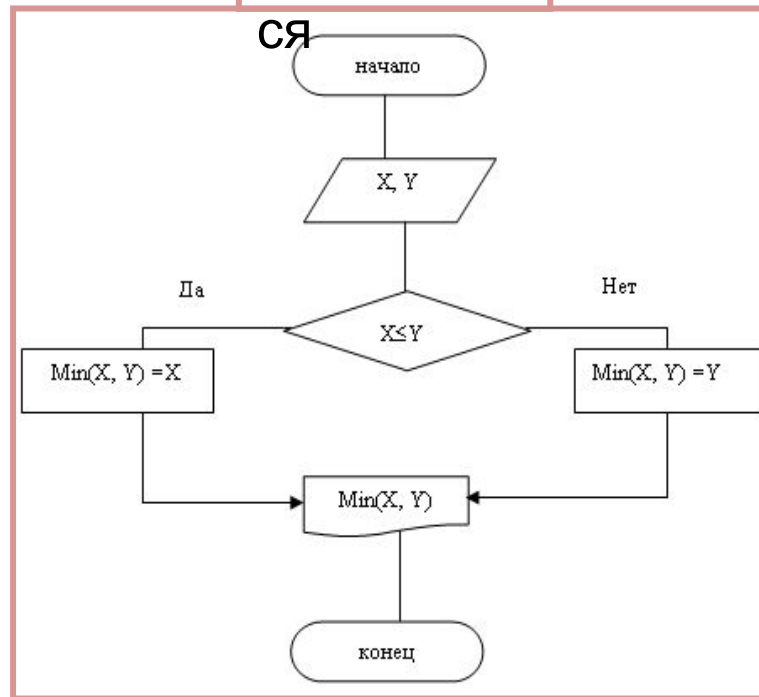 ся
начало
X, Y
Да
Нет
X≤Y
Min(X, Y) =X
Min(X, Y) =Y
Min(X, Y)
конец